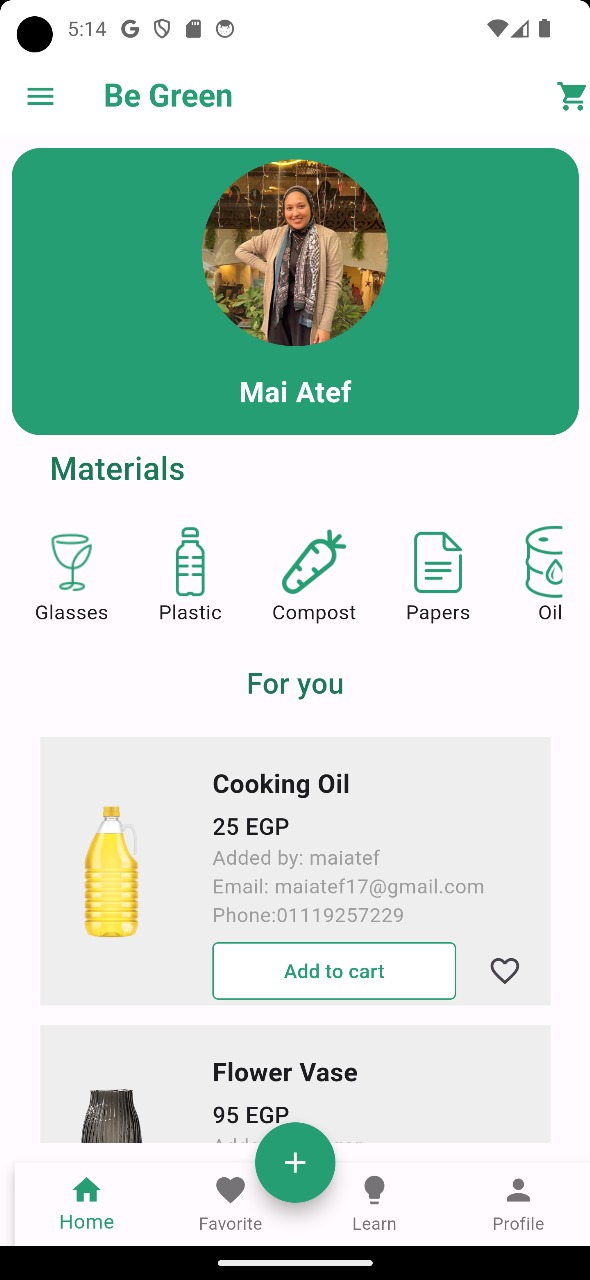 5:14
Be Green
Mai Atef
Materials
Glasses Plastic Compost Papers Oil
For you
Cooking Oil
25 EGP
Added by: maiatef
Email: maiatef17@gmail.com
Phone:01119257229
Add to cart
Flower Vase
95 EGP
Home Favorite Learn Profile